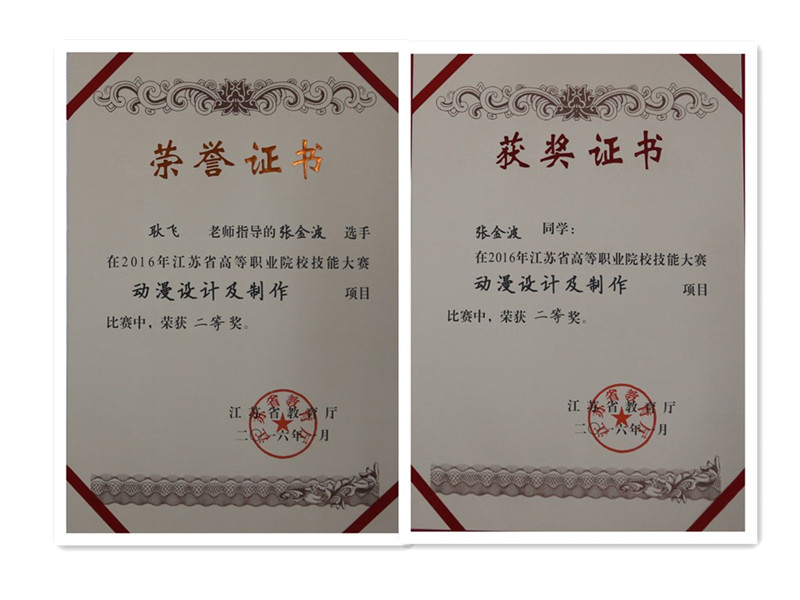 荣誉证书
耿飞 老师指导的张金波 选手
在2016年江苏省高等职业院校技能大赛
动漫设计及制作 项目
比赛中，荣获 二等 奖。
江苏省教育厅
二〇一六年一月
获奖证书
张金波 同学：
在2016年江苏省高等职业院校技能大赛
动漫设计及制作 项目
比赛中，荣获 二等 奖。
江苏省教育厅
二〇一六年一月